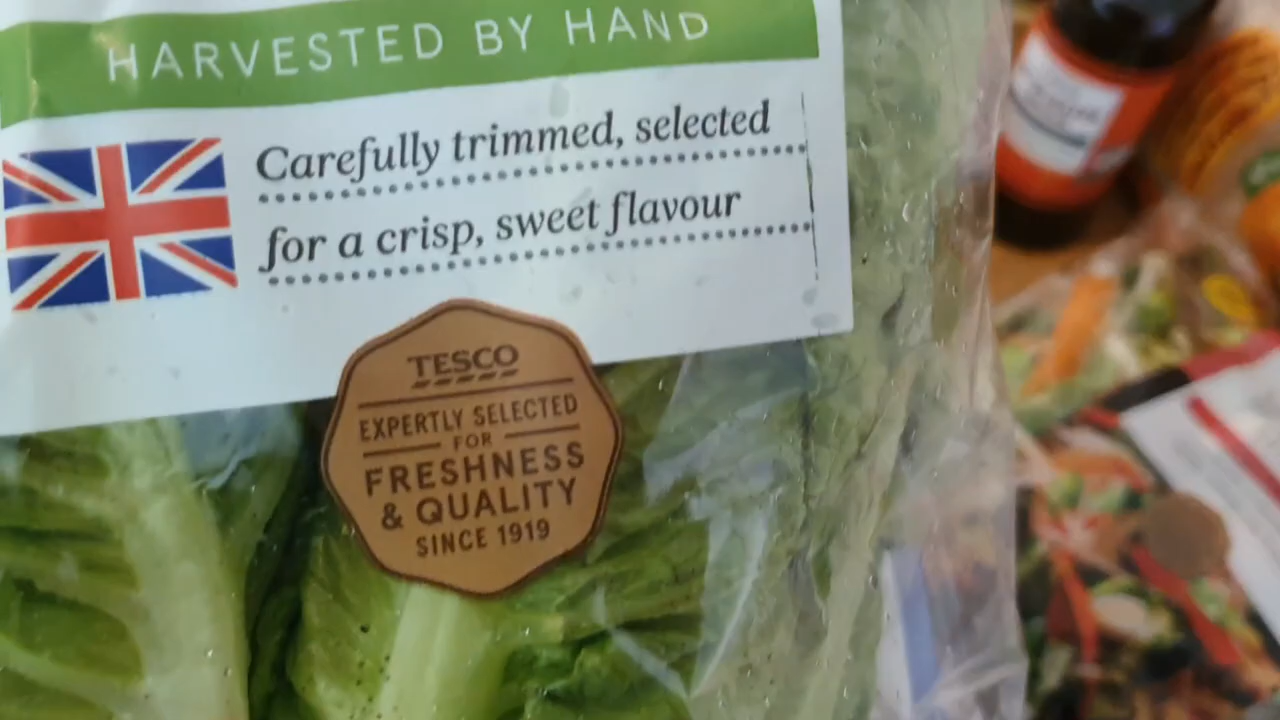 HARVESTED BY HAND
Carefully trimmed, selected
for a crisp, sweet flavour
TESCO
EXPERTLY SELECTED
FOR
FRESHNESS
& QUALITY
SINCE 1919